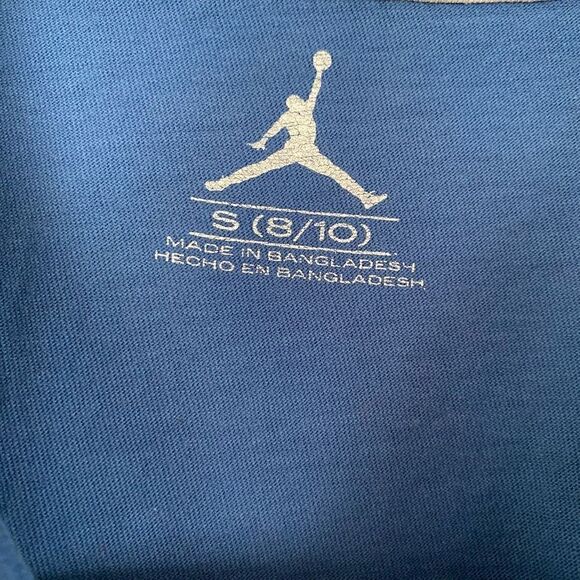 S (8/10)
MADE IN BANGLADESH
HECHO EN BANGLADESH